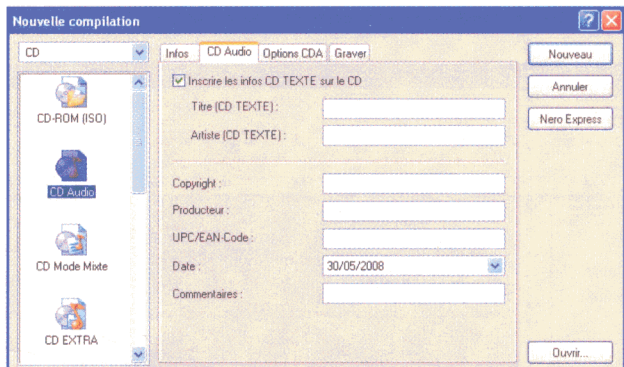 Nouvelle compilation
CD
CD-ROM (ISO)
CD Audio
CD Mode Mixte
CD EXTRA
Infos
CD Audio
Options CDA
Graver
Inscrire les infos CD TEXTE sur le CD
Titre (CD TEXTE) :
Artiste (CD TEXTE) :
Copyright :
Producteur :
UPC/EAN-Code :
Date :
30/05/2008
Commentaires :
Nouveau
Annuler
Nero Express
Ouvrir...